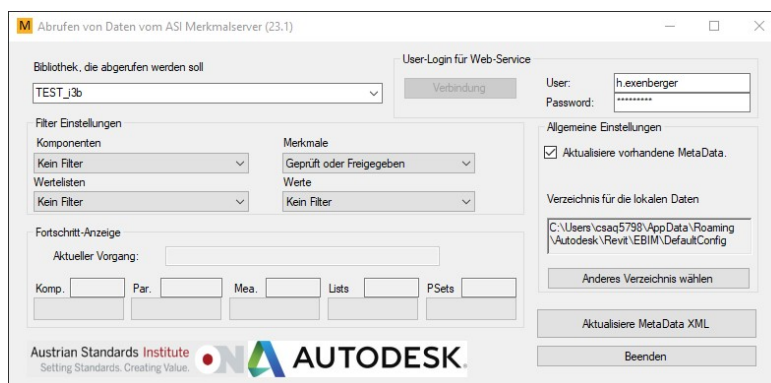 Abrufen von Daten vom ASI Merkmalserver (23.1)
Bibliothek, die abgerufen werden soll
TEST_i3b
User-Login für Web-Service
Verbindung
User:
h.exenberger
Password:
*********
Filter Einstellungen
Komponenten
Merkmale
Kein Filter
Geprüft oder Freigegeben
Wertelisten
Werte
Kein Filter
Kein Filter
Allgemeine Einstellungen
Aktualisiere vorhandene MetaData.
Verzeichnis für die lokalen Daten
C:\Users\csaq5798\AppData\Roaming
\Autodesk\Revit\EBIM\DefaultConfig
Anderes Verzeichnis wählen
Fortschritt-Anzeige
Aktueller Vorgang:
Komp.
Par.
Mea.
Lists
PSets
Aktualisiere MetaData XML
Beenden
Austrian Standards Institute
Setting Standards. Creating Value.
AUTODESK.